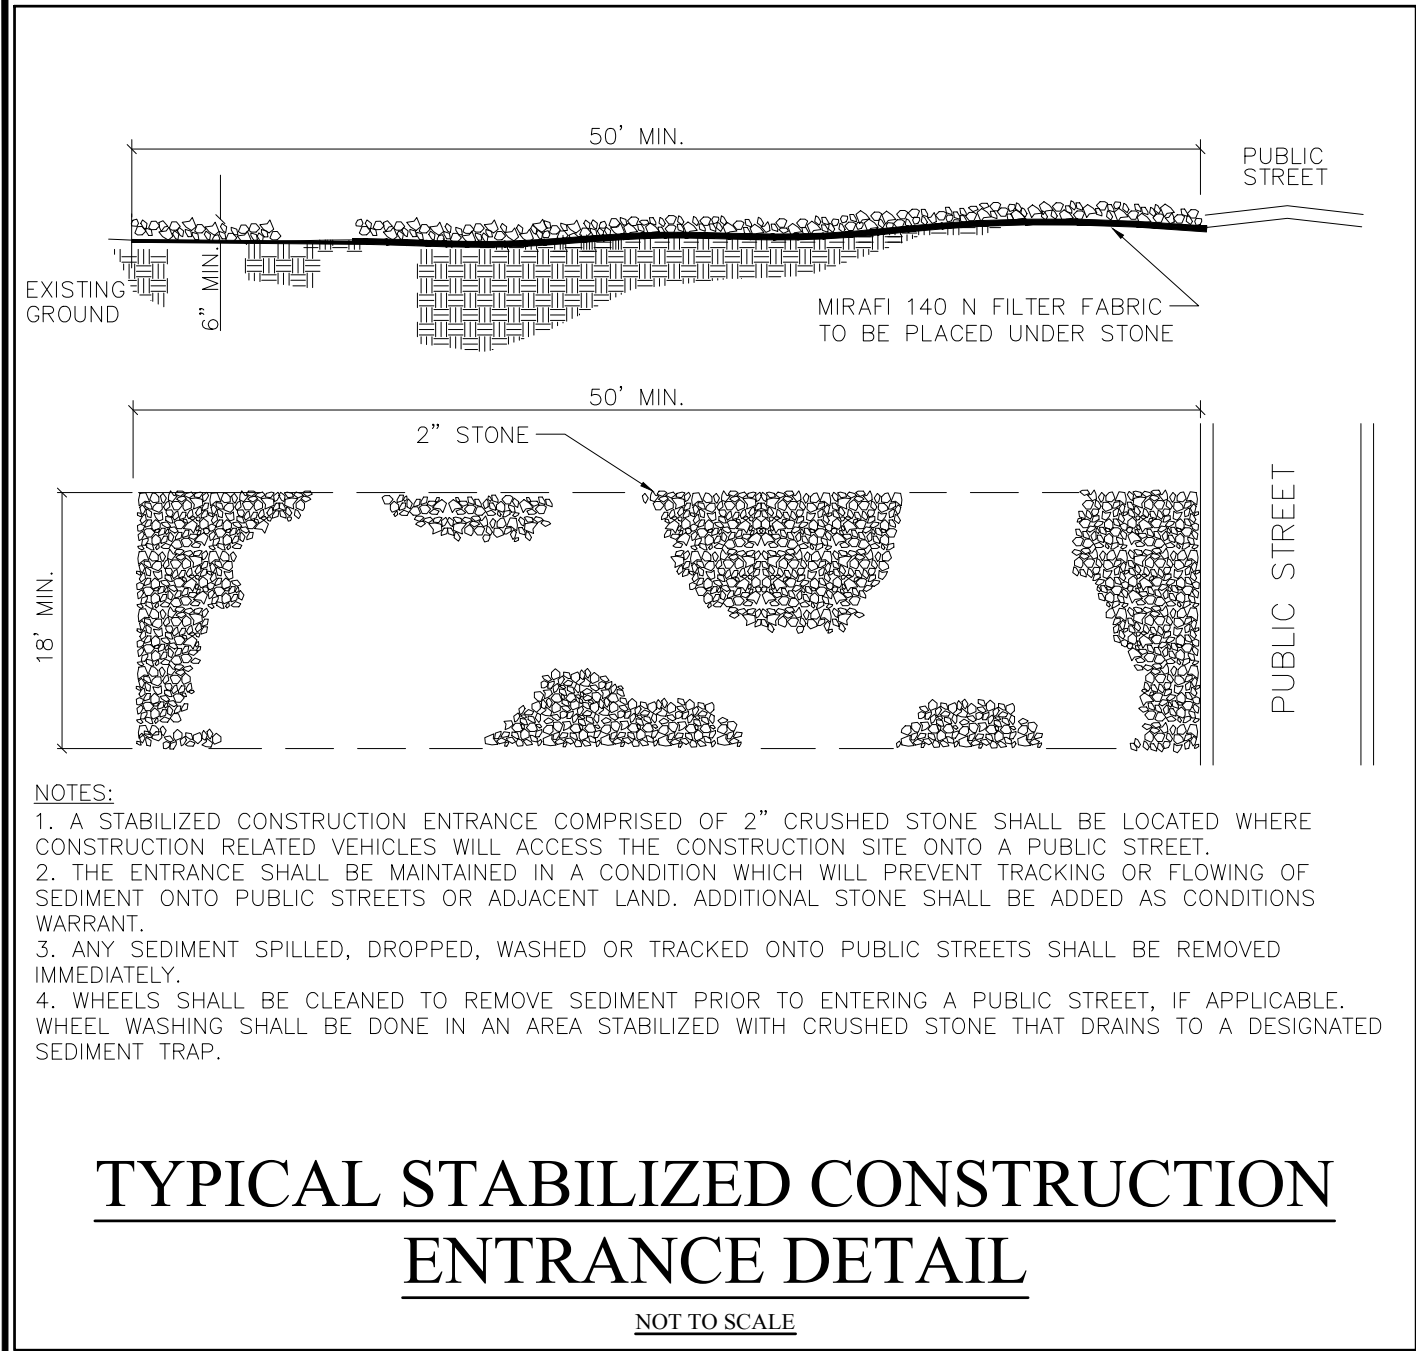 50' MIN.
PUBLIC
STREET
6" MIN.
EXISTING
GROUND
MIRAFI 140 N FILTER FABRIC
TO BE PLACED UNDER STONE
50' MIN.
2" STONE
18' MIN.
PUBLIC STREET
NOTES:
1. A STABILIZED CONSTRUCTION ENTRANCE COMPRISED OF 2" CRUSHED STONE SHALL BE LOCATED WHERE
CONSTRUCTION RELATED VEHICLES WILL ACCESS THE CONSTRUCTION SITE ONTO A PUBLIC STREET.
2. THE ENTRANCE SHALL BE MAINTAINED IN A CONDITION WHICH WILL PREVENT TRACKING OR FLOWING OF
SEDIMENT ONTO PUBLIC STREETS OR ADJACENT LAND. ADDITIONAL STONE SHALL BE ADDED AS CONDITIONS
WARRANT.
3. ANY SEDIMENT SPILLED, DROPPED, WASHED OR TRACKED ONTO PUBLIC STREETS SHALL BE REMOVED
IMMEDIATELY.
4. WHEELS SHALL BE CLEANED TO REMOVE SEDIMENT PRIOR TO ENTERING A PUBLIC STREET, IF APPLICABLE.
WHEEL WASHING SHALL BE DONE IN AN AREA STABILIZED WITH CRUSHED STONE THAT DRAINS TO A DESIGNATED
SEDIMENT TRAP.
TYPICAL STABILIZED CONSTRUCTION
ENTRANCE DETAIL
NOT TO SCALE